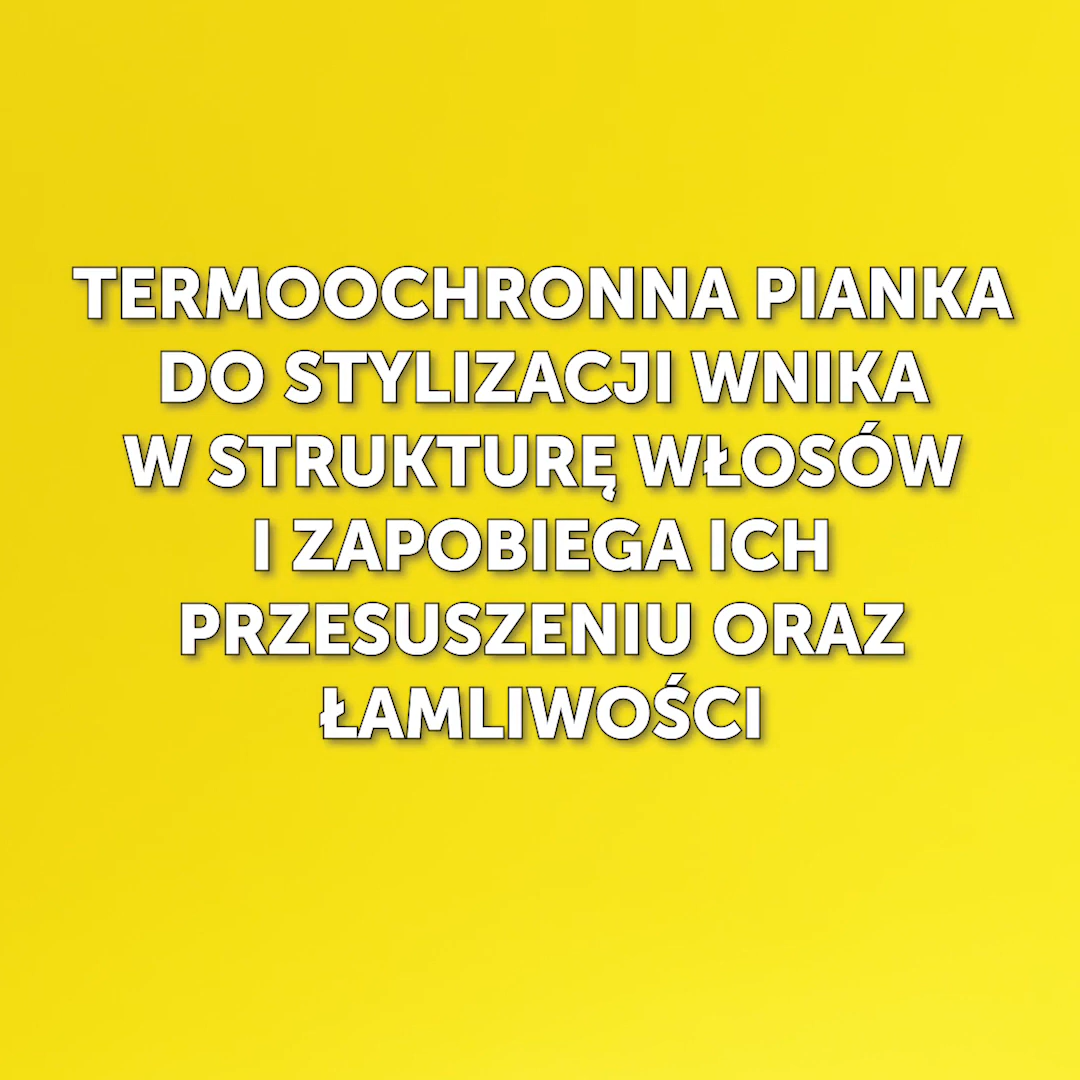 TERMOOCHRONNA PIANKA
DO STYLIZACJI WNIKA
W STRUKTURĘ WŁOSÓW
I ZAPOBIEGA ICH
PRZESUSZENIU ORAZ
ŁAMLIWOŚCI